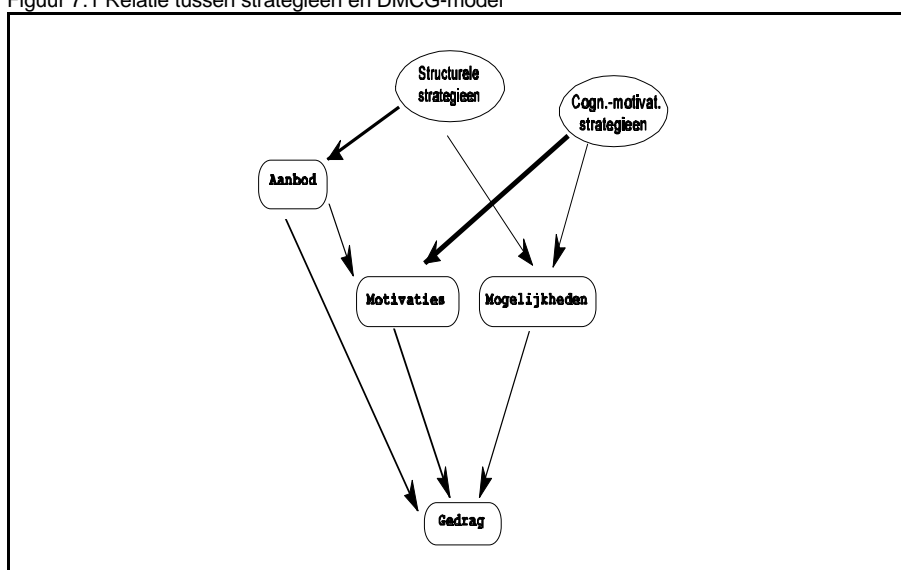 Figuur 7.1 Relatie tussen strategieën en DMCG-model
Structurele
strategieen
Cogn.-motivat.
strategieen
Aanbod
Motivaties
Mogelijkheden
Gedrag